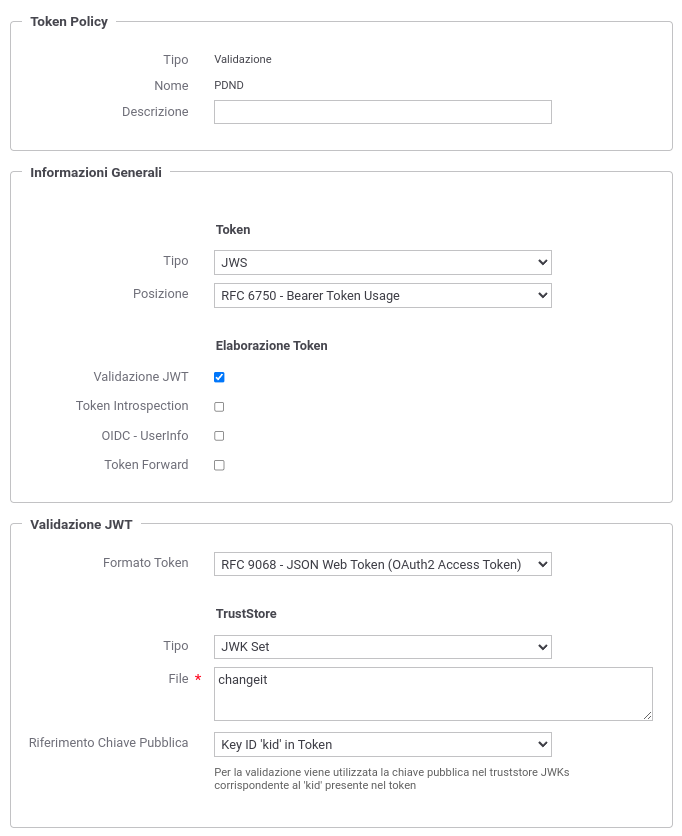 Token Policy
Tipo Validazione
Nome PDND
Descrizione
Informazioni Generali
Token
Tipo JWS
Posizione RFC 6750 - Bearer Token Usage
Elaborazione Token
Validazione JWT
Token Introspection
OIDC - UserInfo
Token Forward
Validazione JWT
Formato Token RFC 9068 - JSON Web Token (OAuth2 Access Token)
TrustStore
Tipo JWK Set
File * changeit
Riferimento Chiave Pubblica Key ID 'kid' in Token
Per la validazione viene utilizzata la chiave pubblica nel truststore JWKs
corrispondente al 'kid' presente nel token